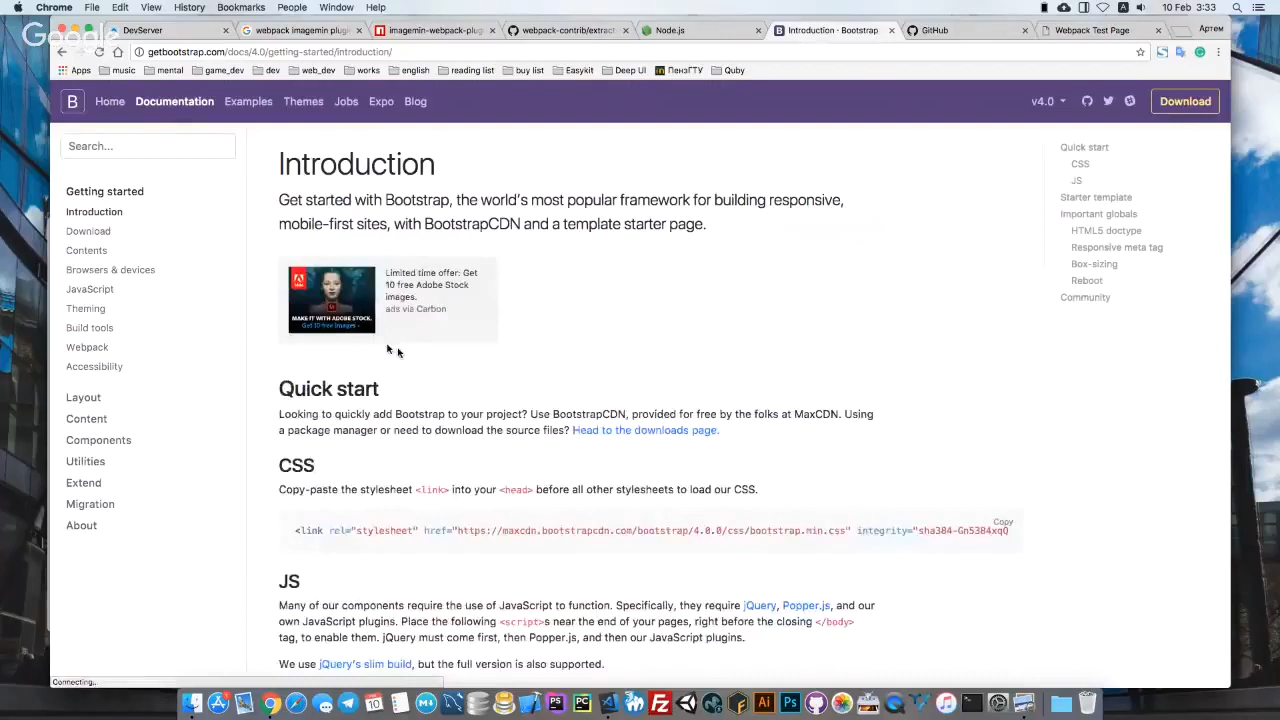 Chrome File Edit View History Bookmarks People Window Help 10 Feb 3:33
Google
DevServer webpack imagemin plugi imagemin-webpack-plug webpack-contrib/extract Node.js Introduction · Bootstrap GitHub Webpack Test Page Артем
getbootstrap.com/docs/4.0/getting-started/introduction/
Apps music mental game_dev dev web_dev works english reading list buy list Easykit Deep UI ПензГТУ Quby
B Home Documentation Examples Themes Jobs Expo Blog v4.0 Download
Search...
Getting started
Introduction
Download
Contents
Browsers & devices
JavaScript
Theming
Build tools
Webpack
Accessibility
Layout
Content
Components
Utilities
Extend
Migration
About
Introduction
Get started with Bootstrap, the world's most popular framework for building responsive,
mobile-first sites, with BootstrapCDN and a template starter page.
MAKE IT WITH ADOBE STOCK.
Get 10 free images ›
Limited time offer: Get
10 free Adobe Stock
images.
ads via Carbon
Quick start
Looking to quickly add Bootstrap to your project? Use BootstrapCDN, provided for free by the folks at MaxCDN. Using
a package manager or need to download the source files? Head to the downloads page.
CSS
Copy-paste the stylesheet <link> into your <head> before all other stylesheets to load our CSS.
Copy
<link rel="stylesheet" href="https://maxcdn.bootstrapcdn.com/bootstrap/4.0.0/css/bootstrap.min.css" integrity="sha384-Gn5384xqQ
JS
Many of our components require the use of JavaScript to function. Specifically, they require jQuery, Popper.js, and our
own JavaScript plugins. Place the following <script>s near the end of your pages, right before the closing </body>
tag, to enable them. jQuery must come first, then Popper.js, and then our JavaScript plugins.
We use jQuery's slim build, but the full version is also supported.
Quick start
CSS
JS
Starter template
Important globals
HTML5 doctype
Responsive meta tag
Box-sizing
Reboot
Community
Connecting...